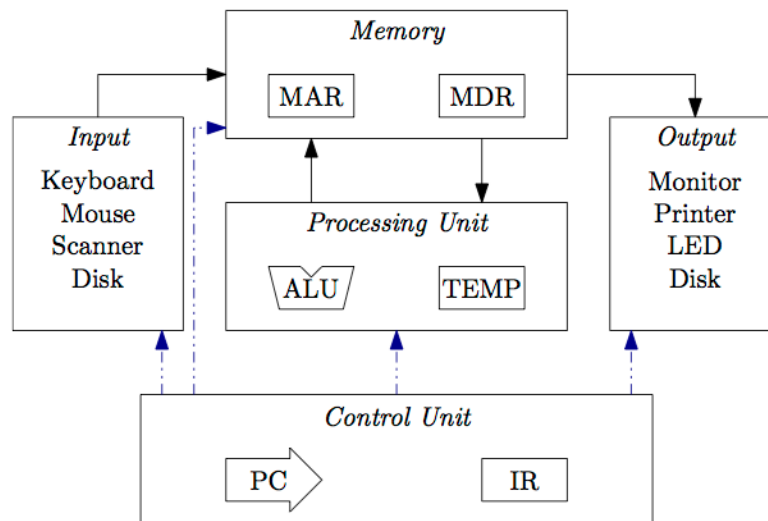 Memory
MAR
MDR
Input
Keyboard
Mouse
Scanner
Disk
Processing Unit
ALU
TEMP
Output
Monitor
Printer
LED
Disk
Control Unit
PC
IR